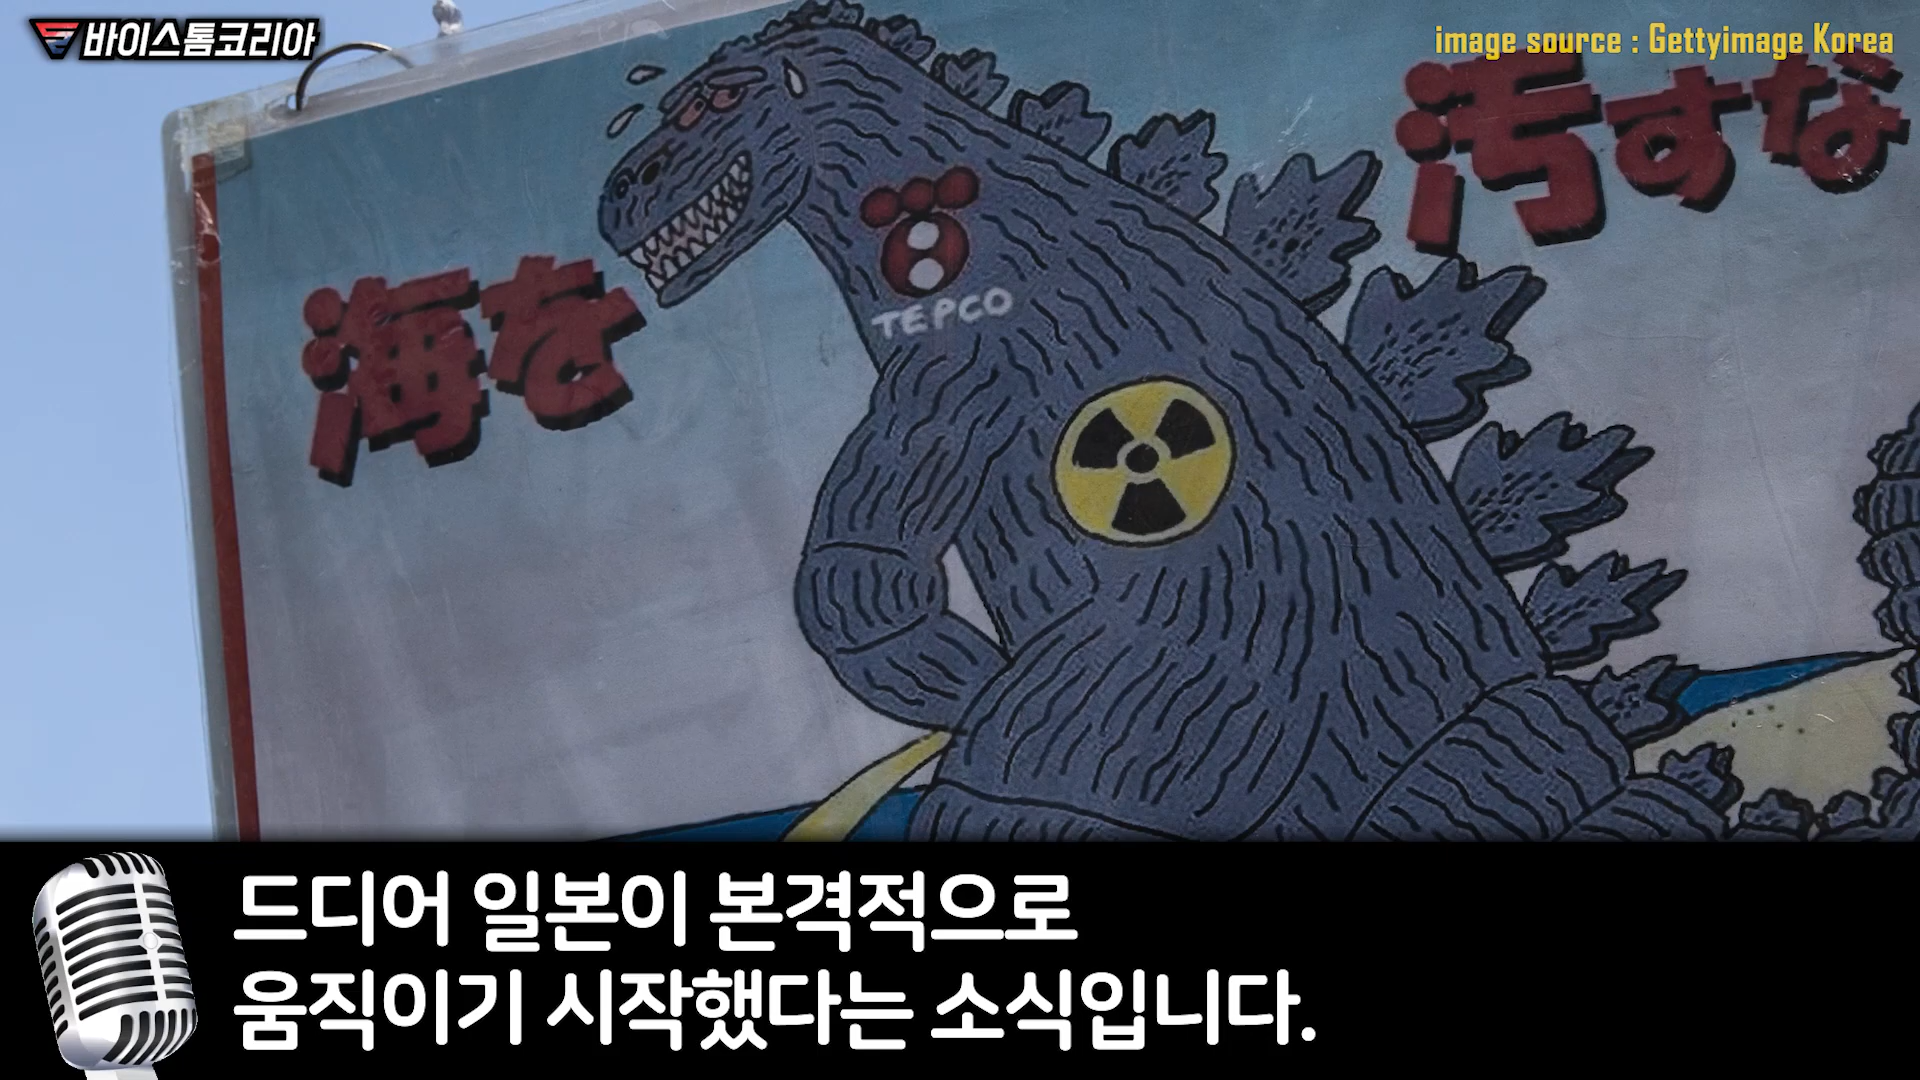 바이스톰코리아
image source : Gettyimage Korea
海を
汚すな
TEPCO
드디어 일본이 본격적으로
움직이기 시작했다는 소식입니다.